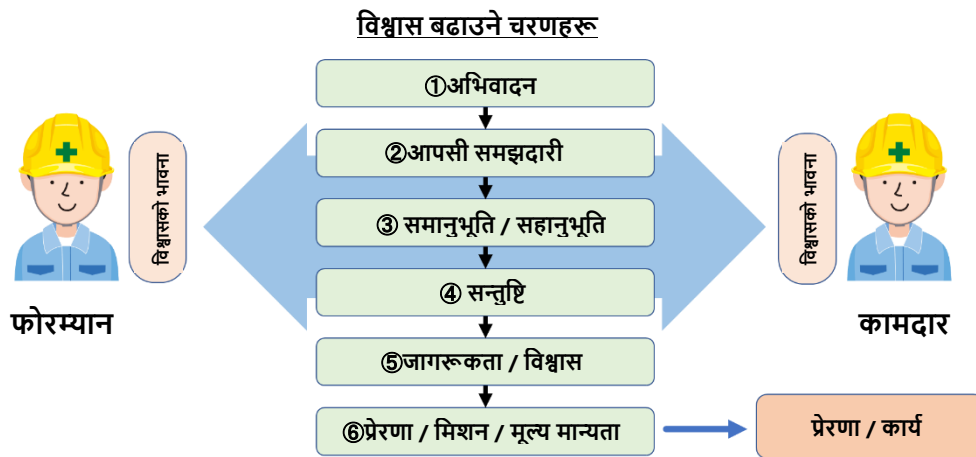 विश्वास बढाउने चरणहरू
①अभिवादन
②आपसी समझदारी
③ समानुभूति / सहानुभूति
④ सन्तुष्टि
⑤जागरूकता / विश्वास
⑥प्रेरणा / मिशन / मूल्य मान्यता
विश्वासको भावना
फोरम्यान
विश्वासको भावना
कामदार
प्रेरणा / कार्य